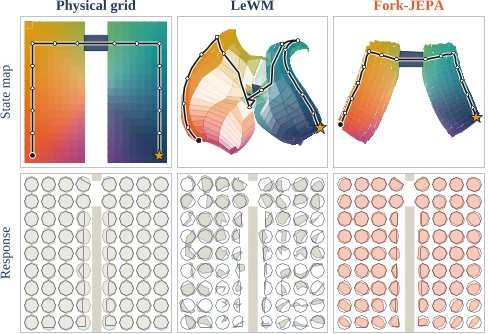 Physical grid
LeWM
Fork-JEPA
State map
Response